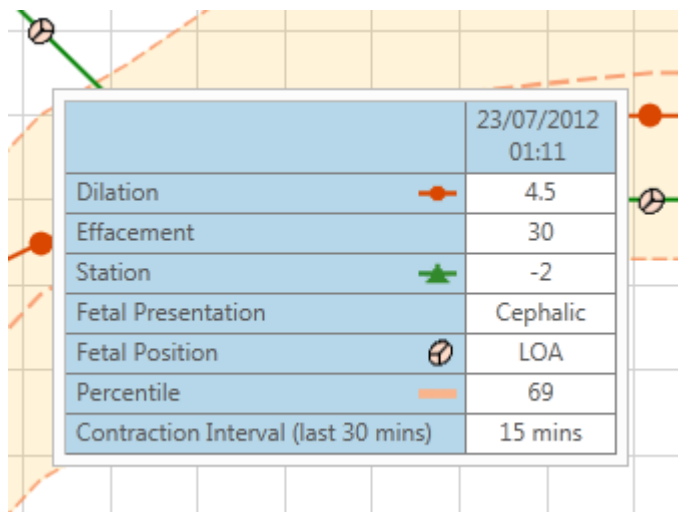 23/07/2012
01:11
Dilation 4.5
Effacement 30
Station -2
Fetal Presentation Cephalic
Fetal Position LOA
Percentile 69
Contraction Interval (last 30 mins) 15 mins